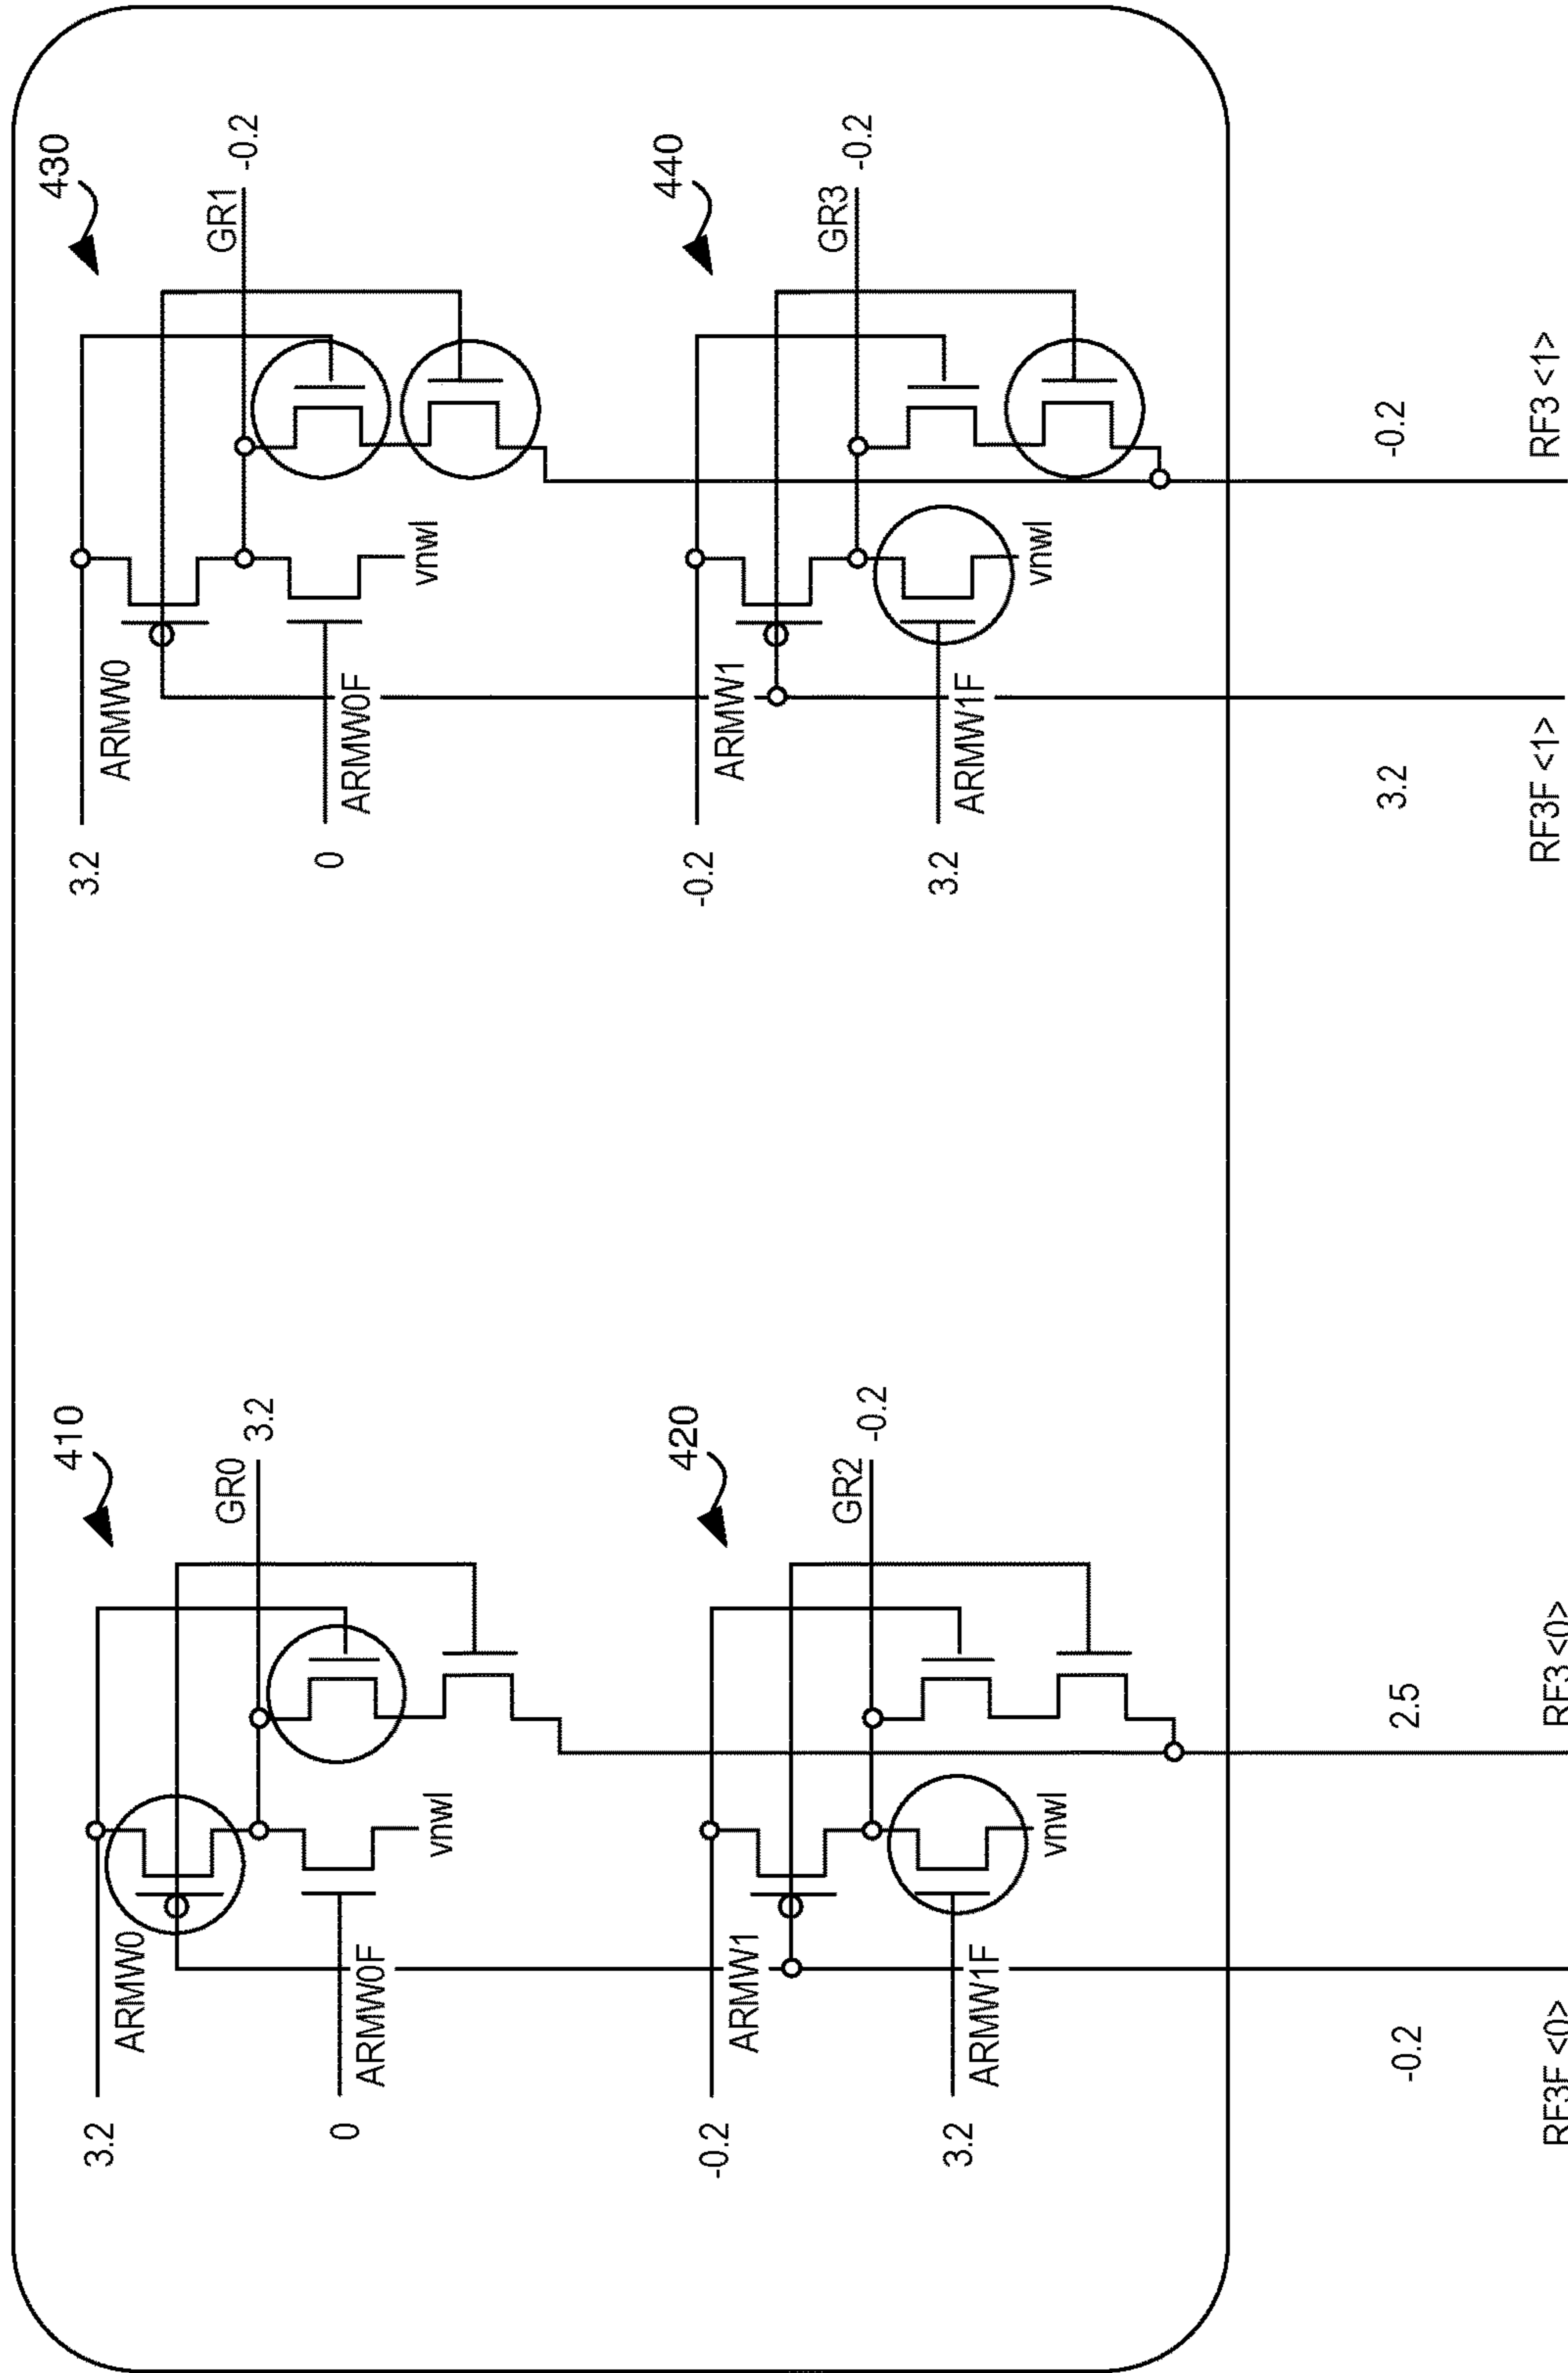 410
3.2
ARMW0
GR0
3.2
0
ARMW0F
vnwl
430
3.2
ARMW0
GR1
-0.2
0
ARMW0F
vnwl
420
-0.2
ARMW1
GR2
-0.2
3.2
ARMW1F
vnwl
440
-0.2
ARMW1
GR3
-0.2
3.2
ARMW1F
vnwl
-0.2
2.5
3.2
-0.2
RF3F <0>
RF3 <0>
RF3F <1>
RF3 <1>